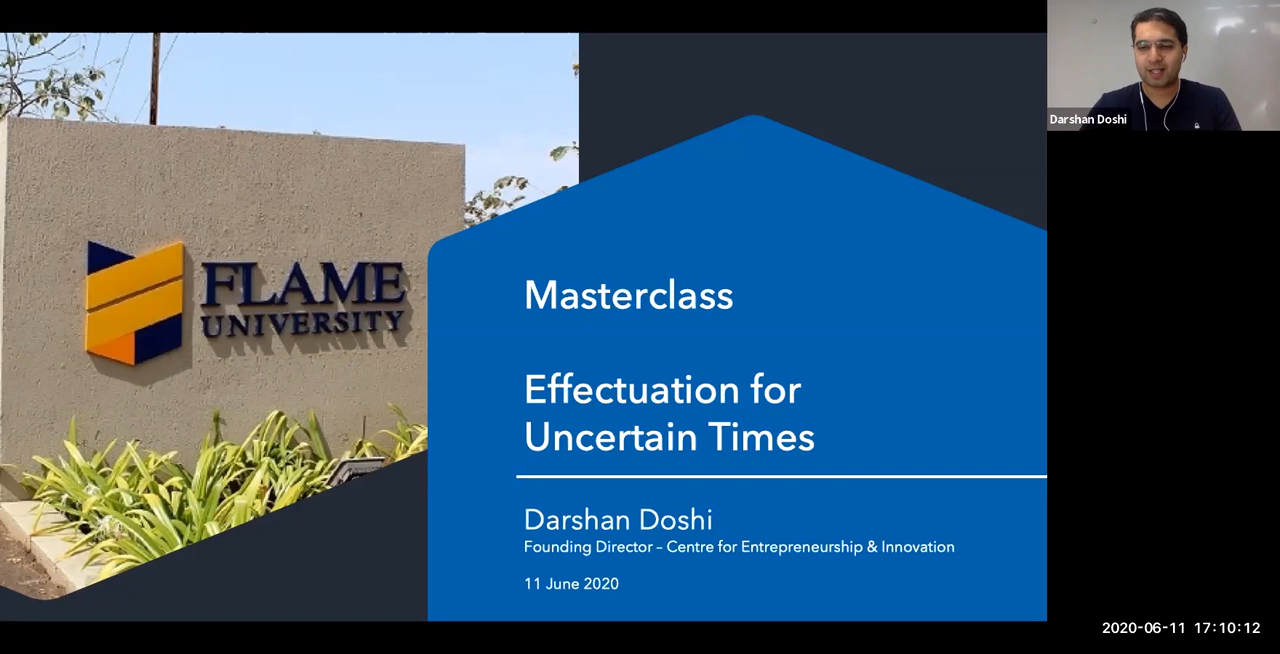 FLAME
UNIVERSITY
Masterclass
Effectuation for
Uncertain Times
Darshan Doshi
Founding Director – Centre for Entrepreneurship & Innovation
11 June 2020
Darshan Doshi
2020-06-11 17:10:12